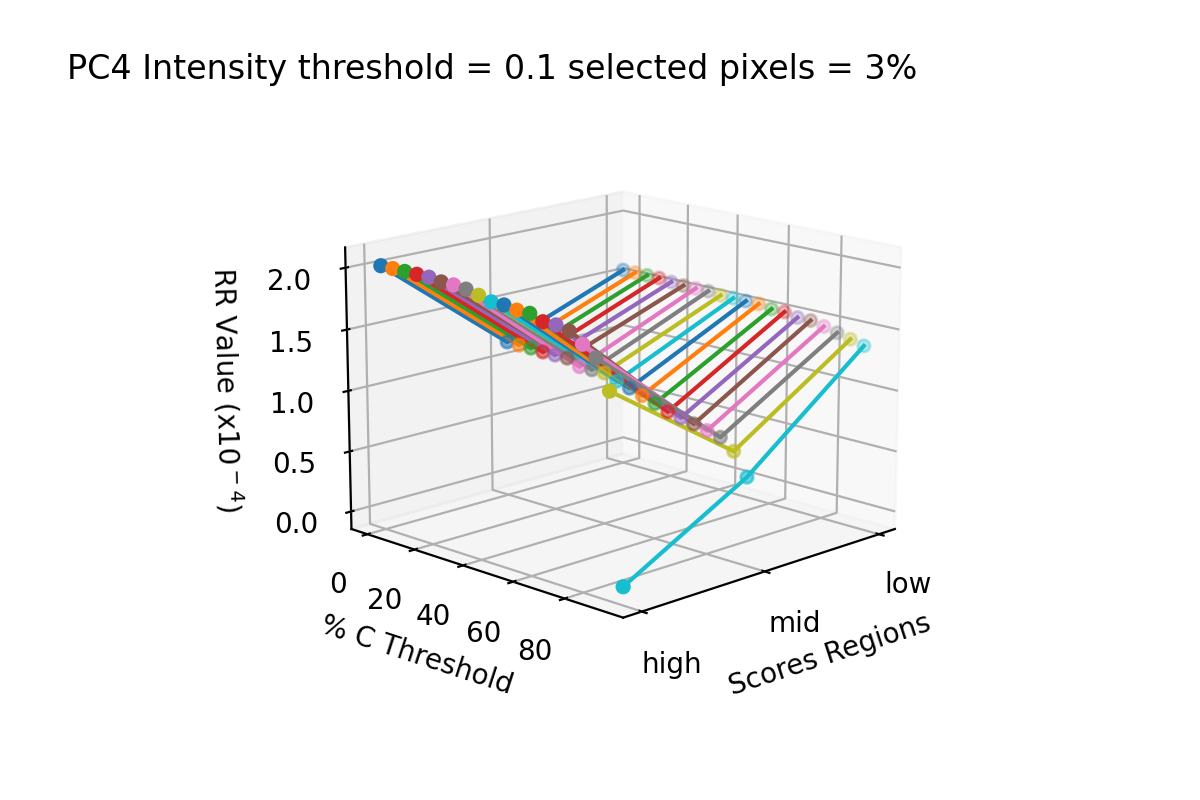 PC4 Intensity threshold = 0.1 selected pixels = 3%
RR Value (x10⁻⁴)
2.0
1.5
1.0
0.5
0.0
0
20
40
60
80
% C Threshold
high
mid
low
Scores Regions